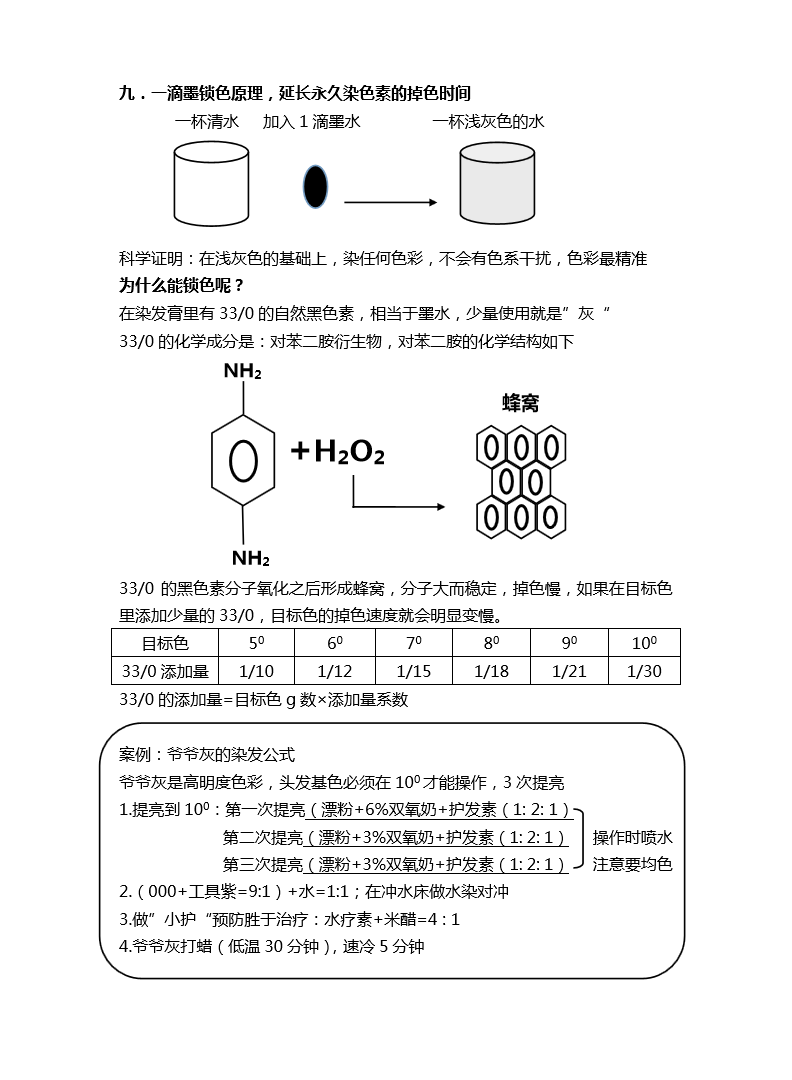 九．一滴墨锁色原理，延长永久染色素的掉色时间
一杯清水 加入 1 滴墨水 一杯浅灰色的水
科学证明：在浅灰色的基础上，染任何色彩，不会有色系干扰，色彩最精准
为什么能锁色呢？
在染发膏里有 33/0 的自然黑色素，相当于墨水，少量使用就是”灰“
33/0 的化学成分是：对苯二胺衍生物，对苯二胺的化学结构如下
NH₂
蜂窝
+H₂O₂
NH₂
33/0 的黑色素分子氧化之后形成蜂窝，分子大而稳定，掉色慢，如果在目标色
里添加少量的 33/0，目标色的掉色速度就会明显变慢。
目标色 5⁰ 6⁰ 7⁰ 8⁰ 9⁰ 10⁰
33/0 添加量 1/10 1/12 1/15 1/18 1/21 1/30
33/0 的添加量=目标色 g 数×添加量系数
案例：爷爷灰的染发公式
爷爷灰是高明度色彩，头发基色必须在 10⁰ 才能操作，3 次提亮
1.提亮到 10⁰：第一次提亮（漂粉+6%双氧奶+护发素（1: 2: 1）
第二次提亮（漂粉+3%双氧奶+护发素（1: 2: 1） 操作时喷水
第三次提亮（漂粉+3%双氧奶+护发素（1: 2: 1） 注意要均色
2.（000+工具紫=9:1）+水=1:1；在冲水床做水染对冲
3.做”小护“预防胜于治疗：水疗素+米醋=4：1
4.爷爷灰打蜡（低温 30 分钟），速冷 5 分钟